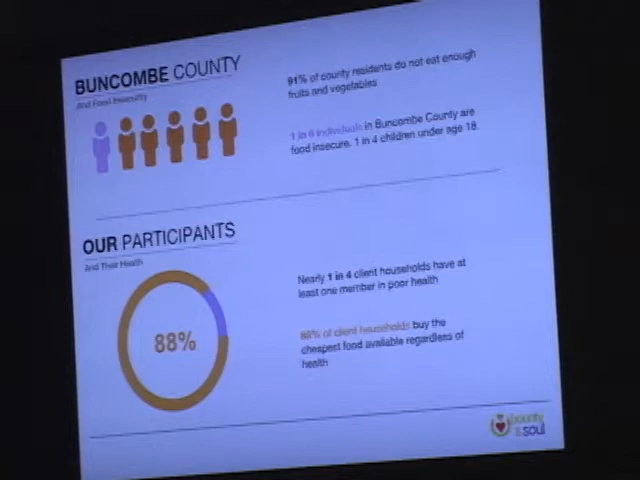 BUNCOMBE COUNTY
And Food Insecurity
91% of county residents do not eat enough
fruits and vegetables
1 in 6 individuals in Buncombe County are
food insecure. 1 in 4 children under age 18.
OUR PARTICIPANTS
And Their Health
88%
Nearly 1 in 4 client households have at
least one member in poor health
88% of client households buy the
cheapest food available regardless of
health
bounty
& SOUL